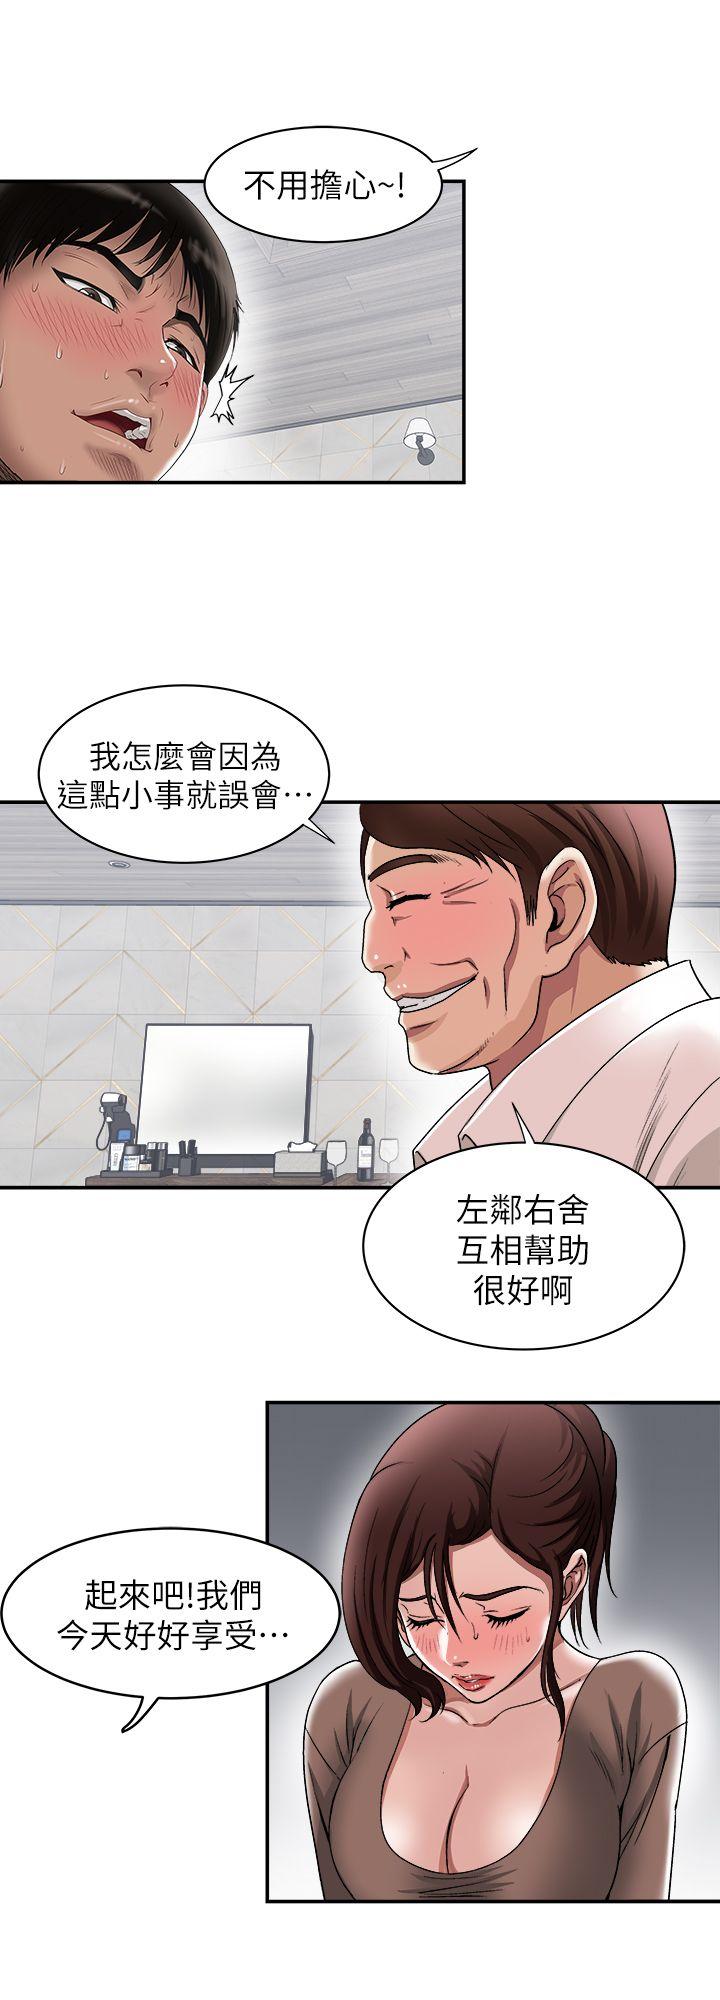 不用擔心~!
我怎麼會因為
這點小事就誤會…
左鄰右舍
互相幫助
很好啊
起來吧!我們
今天好好享受…